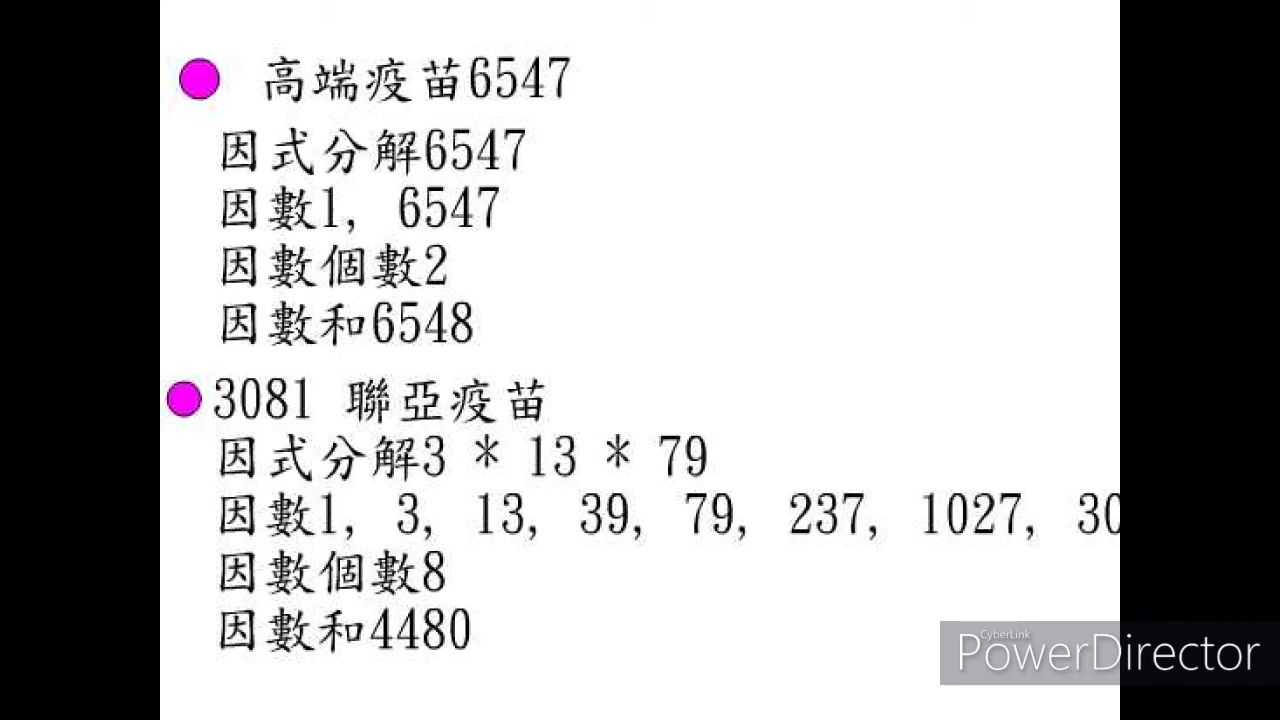 高端疫苗6547
因式分解6547
因數1, 6547
因數個數2
因數和6548
3081 聯亞疫苗
因式分解3 * 13 * 79
因數1, 3, 13, 39, 79, 237, 1027, 30
因數個數8
因數和4480
CyberLink
PowerDirector